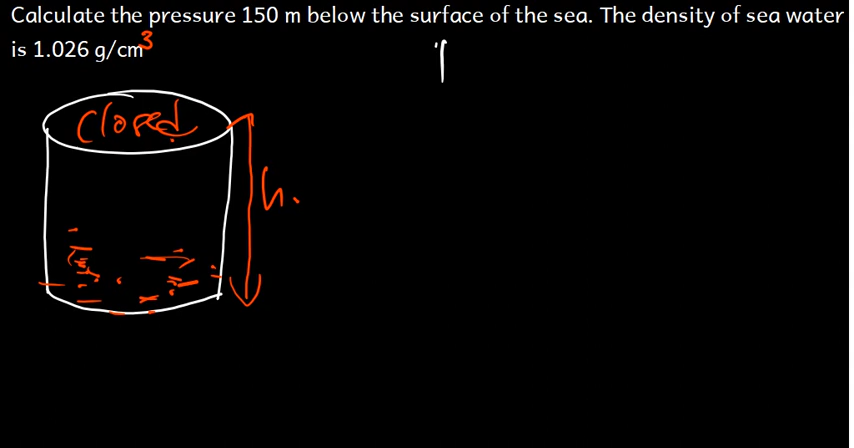 Calculate the pressure 150 m below the surface of the sea. The density of sea water
is 1.026 g/cm³
Closed
h.